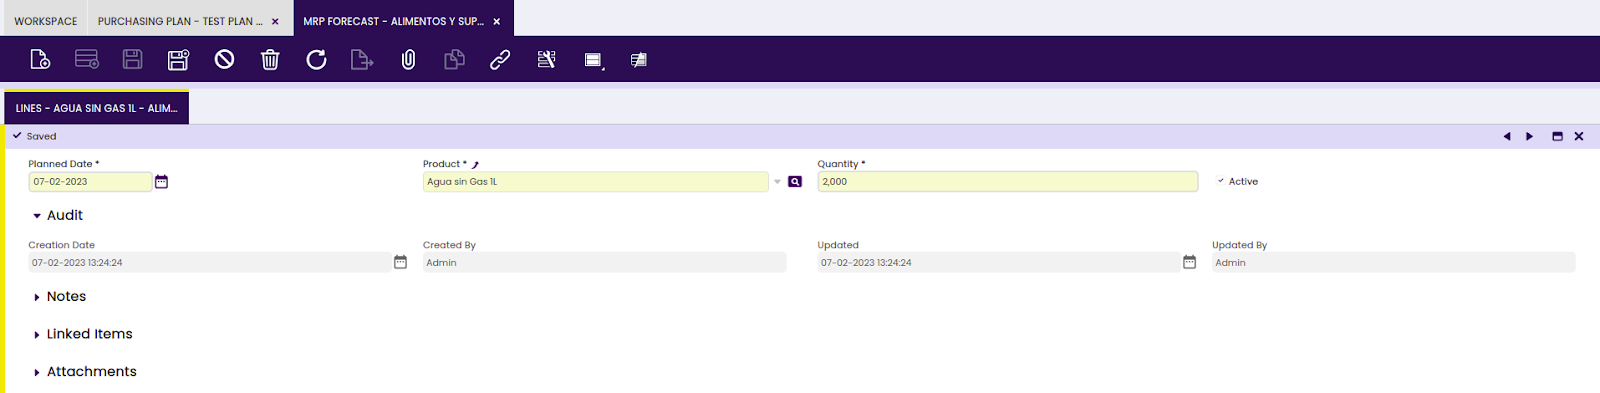 WORKSPACE PURCHASING PLAN - TEST PLAN ... × MRP FORECAST - ALIMENTOS Y SUP... ×
LINES - AGUA SIN GAS 1L - ALIM...
Saved
Planned Date * Product * Quantity *
07-02-2023 Agua sin Gas 1L 2,000 Active
Audit
Creation Date Created By Updated Updated By
07-02-2023 13:24:24 Admin 07-02-2023 13:24:24 Admin
Notes
Linked Items
Attachments